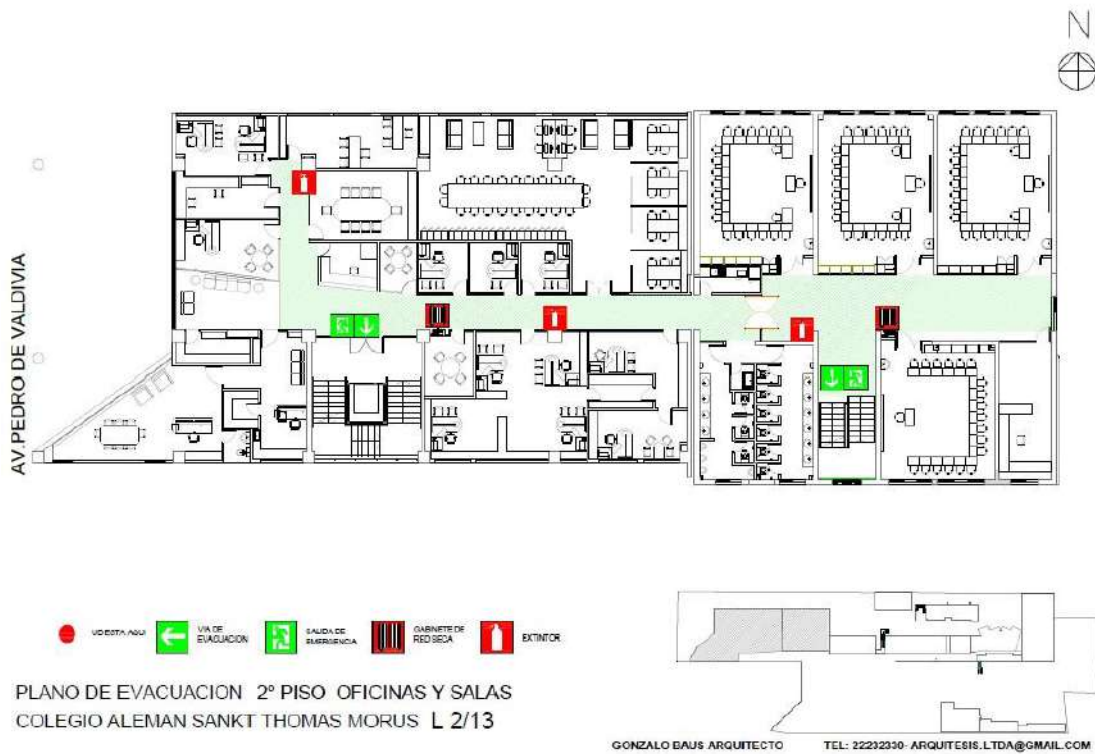 N
AV. PEDRO DE VALDIVIA
UD ESTA AQUI
VIA DE
EVACUACION
SALIDA DE
EMERGENCIA
GABINETE DE
RED SECA
EXTINTOR
PLANO DE EVACUACION 2º PISO OFICINAS Y SALAS
COLEGIO ALEMAN SANKT THOMAS MORUS L 2/13
GONZALO BAUS ARQUITECTO TEL: 22232330- ARQUITESIS.LTDA@GMAIL.COM